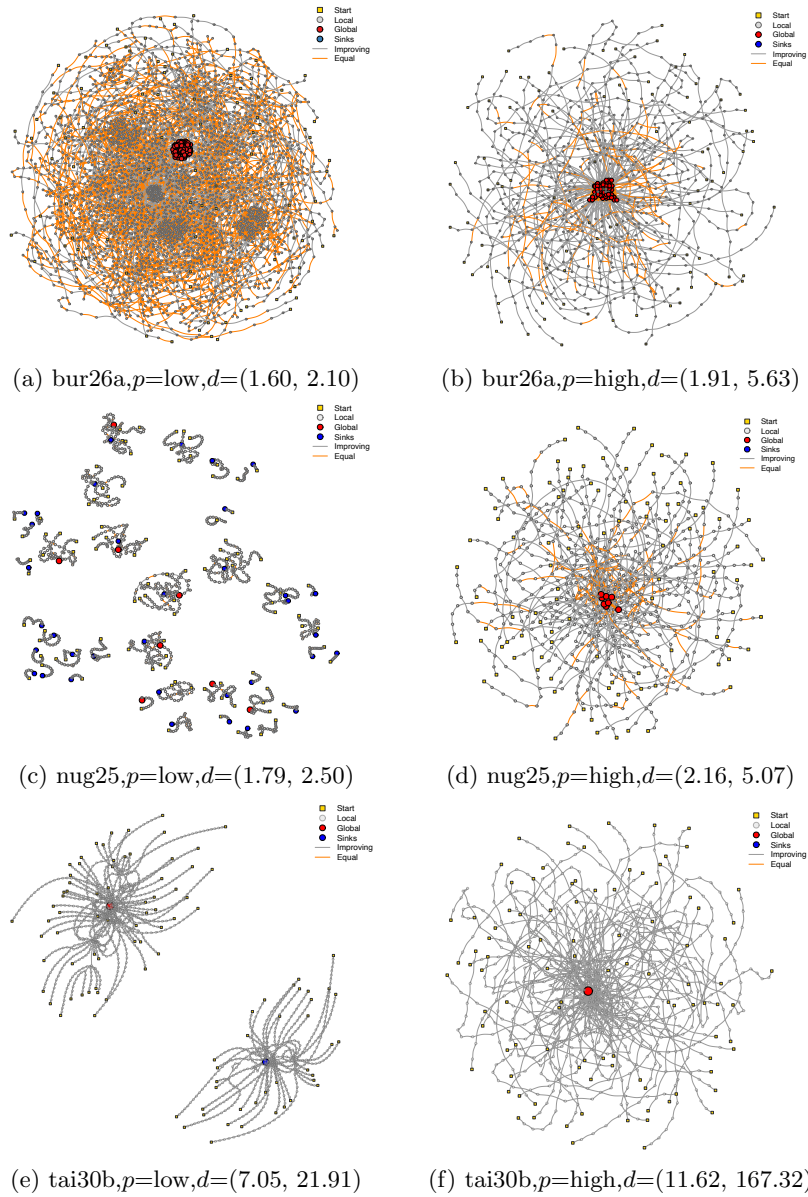 Start
Local
Global
Sinks
Improving
Equal
Start
Local
Global
Sinks
Improving
Equal
(a) bur26a,p=low,d=(1.60, 2.10)
(b) bur26a,p=high,d=(1.91, 5.63)
Start
Local
Global
Sinks
Improving
Equal
Start
Local
Global
Sinks
Improving
Equal
(c) nug25,p=low,d=(1.79, 2.50)
(d) nug25,p=high,d=(2.16, 5.07)
Start
Local
Global
Sinks
Improving
Equal
Start
Local
Global
Sinks
Improving
Equal
(e) tai30b,p=low,d=(7.05, 21.91)
(f) tai30b,p=high,d=(11.62, 167.32)